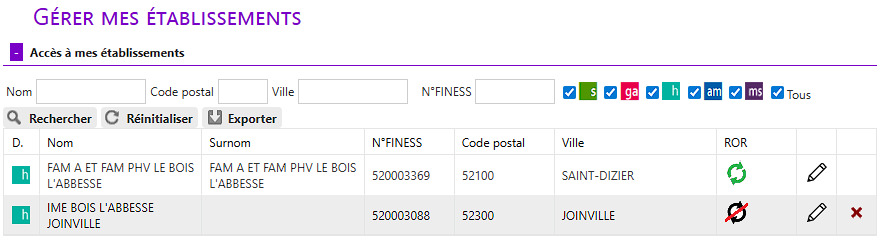 GÉRER MES ÉTABLISSEMENTS
- Accès à mes établissements
Nom Code postal Ville N°FINESS s ga h am ms Tous
Rechercher Réinitialiser Exporter
D. Nom Surnom N°FINESS Code postal Ville ROR
h FAM A ET FAM PHV LE BOIS L'ABBESSE FAM A ET FAM PHV LE BOIS L'ABBESSE 520003369 52100 SAINT-DIZIER
h IME BOIS L'ABBESSE JOINVILLE 520003088 52300 JOINVILLE